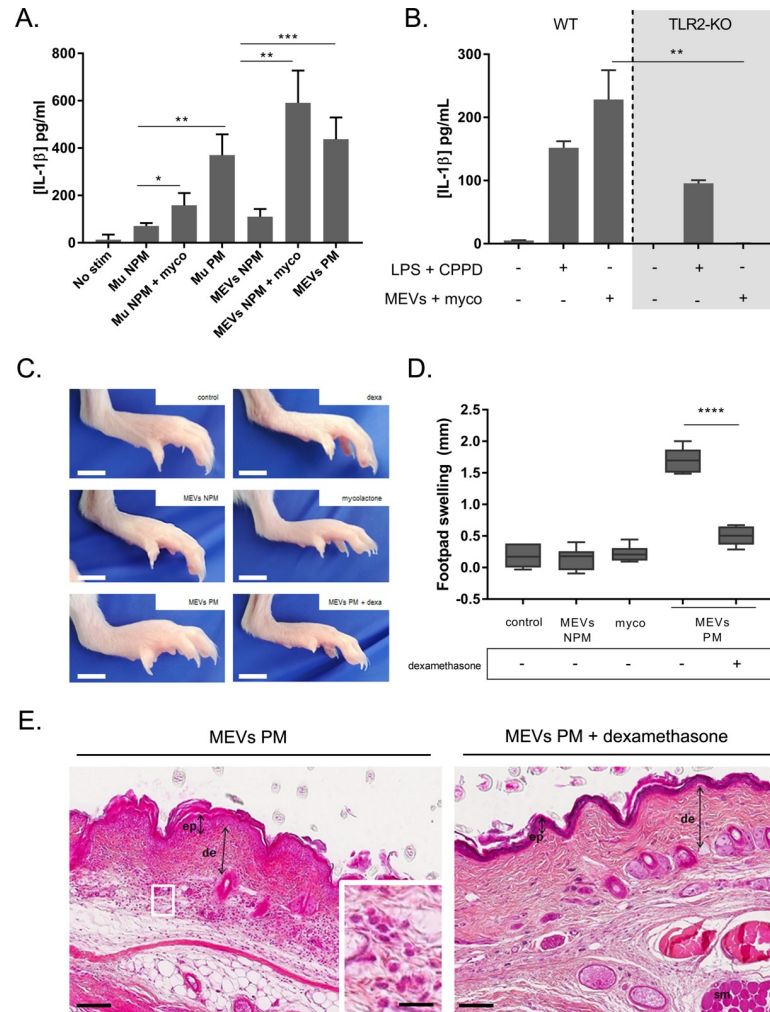 A.
[IL-1β] pg/ml
800
600
400
200
0
*
**
**
***
No stim
Mu NPM
Mu NPM + myco
Mu PM
MEVs NPM
MEVs NPM + myco
MEVs PM
B.
WT
TLR2-KO
[IL-1β] pg/mL
300
250
200
150
100
50
0
**
LPS + CPPD - + - - + -
MEVs + myco - - + - - +
C.
control
dexa
MEVs NPM
mycolactone
MEVs PM
MEVs PM + dexa
D.
Footpad swelling (mm)
2.5
2.0
1.5
1.0
0.5
0.0
-0.5
****
control
MEVs
NPM
myco
MEVs
PM
dexamethasone - - - - +
E.
MEVs PM
MEVs PM + dexamethasone
ep
de
ep
de
sm